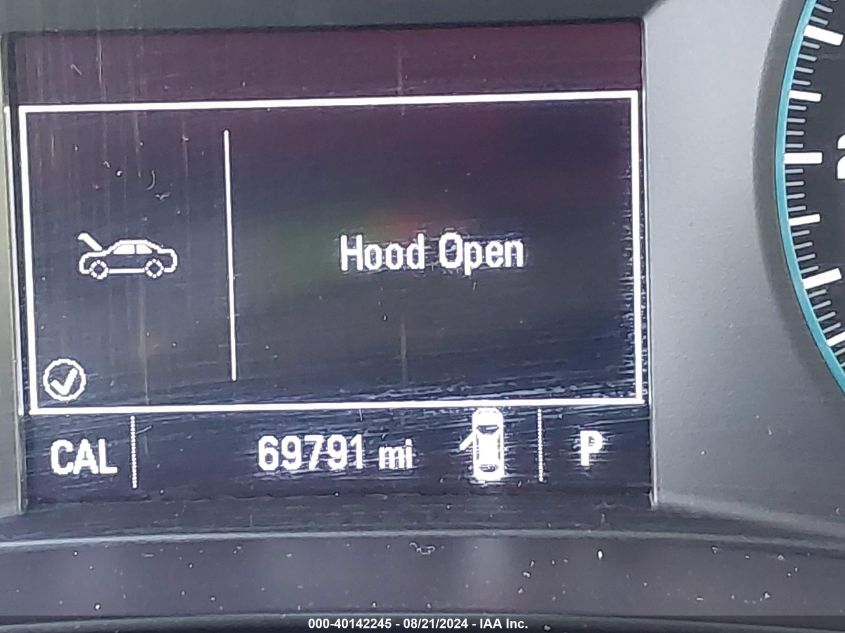 Hood Open
CAL
69791 mi
P
000-40142245 - 08/21/2024 - IAA Inc.